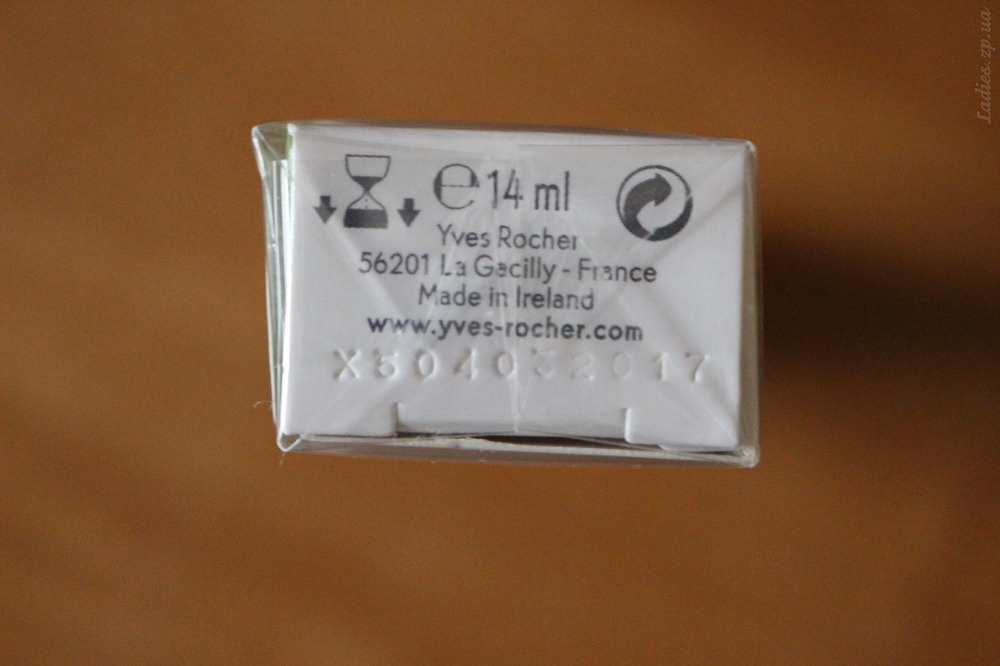 ℮ 14 ml
Yves Rocher
56201 La Gacilly - France
Made in Ireland
www.yves-rocher.com
X504032017
Ladies.zp.ua